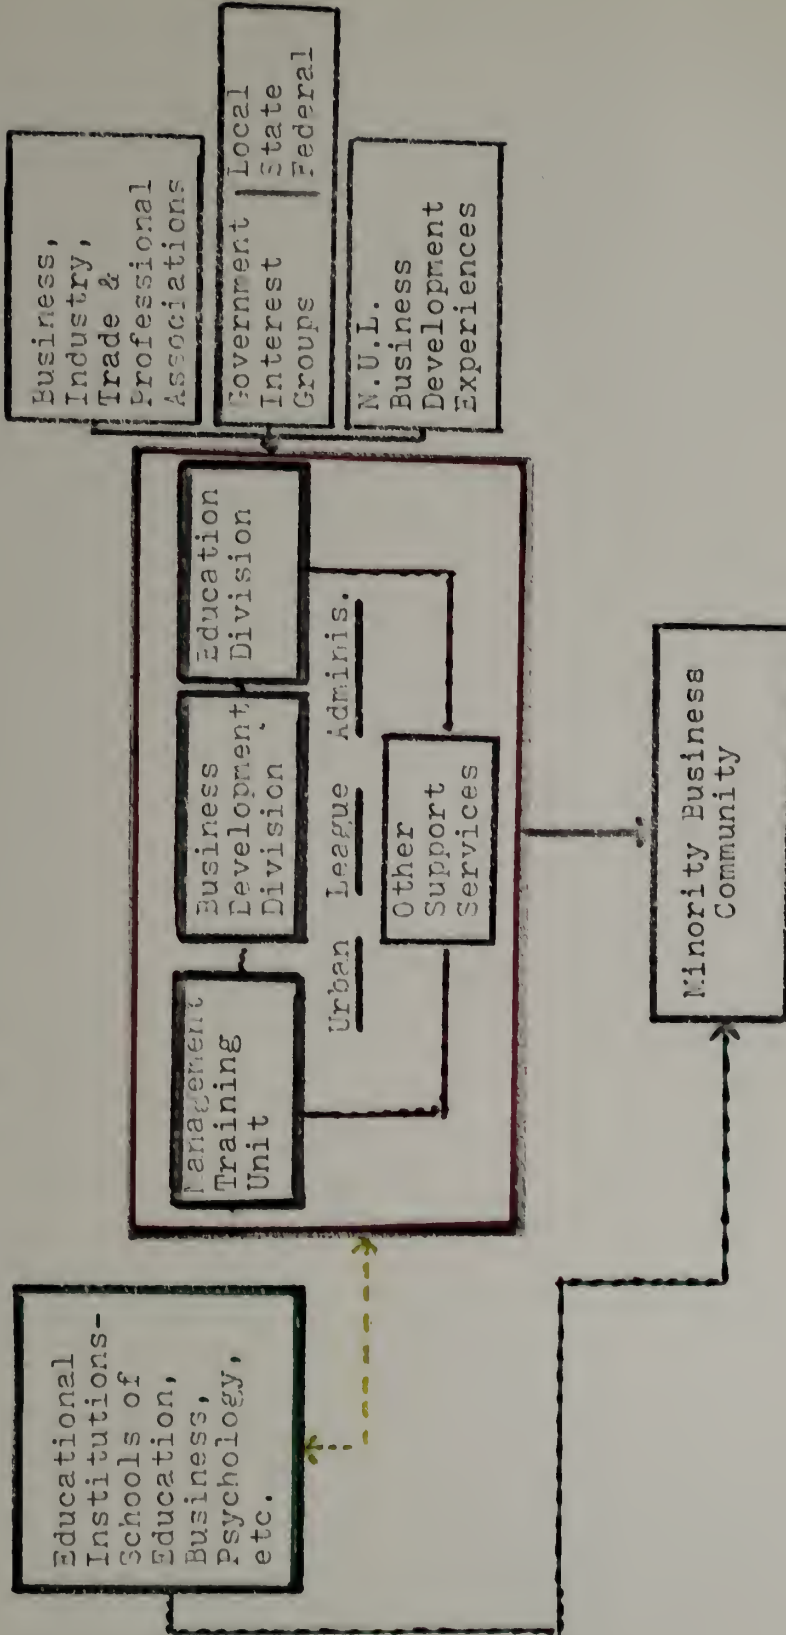 Educational
Institutions-
Schools of
Education,
Business,
Psychology,
etc.
Management
Training
Unit
Business
Development
Division
Education
Division
Urban League Adminis.
Other
Support
Services
Business,
Industry,
Trade &
Professional
Associations
Government
Interest
Groups
Local
State
Federal
N.U.L.
Business
Development
Experiences
Minority Business
Community